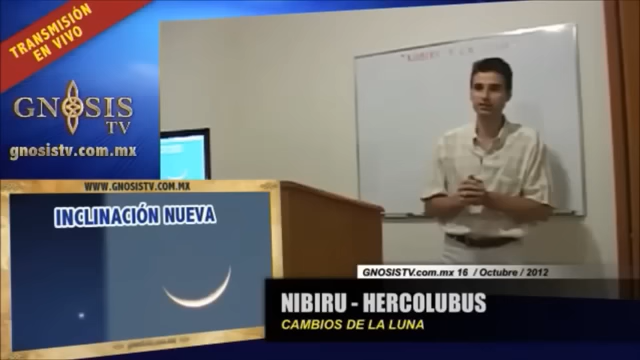 TRANSMISIÓN
EN VIVO
GNOSIS
TV
gnosistv.com.mx
WWW.GNOSISTV.COM.MX
INCLINACIÓN NUEVA
GNOSISTV.com.mx 16 / Octubre / 2012
NIBIRU - HERCOLUBUS
CAMBIOS DE LA LUNA